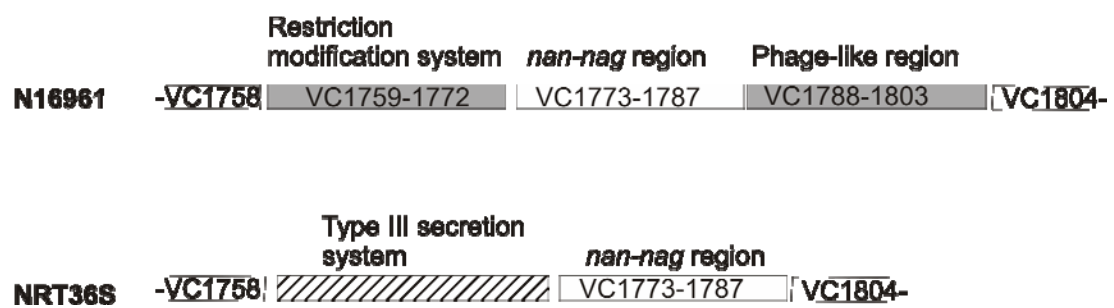 Restriction
modification system nan-nag region Phage-like region
N16961 -VC1758 VC1759-1772 VC1773-1787 VC1788-1803 VC1804-
Type III secretion
system nan-nag region
NRT36S -VC1758 VC1773-1787 VC1804-